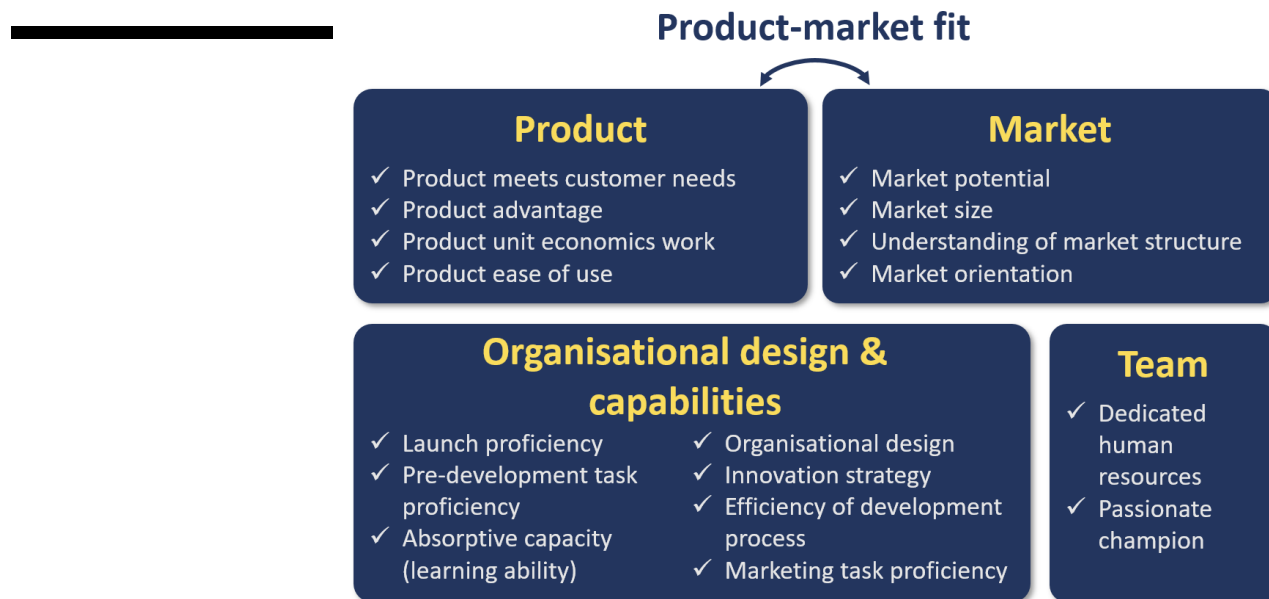 Product-market fit
Product
✓ Product meets customer needs
✓ Product advantage
✓ Product unit economics work
✓ Product ease of use
Market
✓ Market potential
✓ Market size
✓ Understanding of market structure
✓ Market orientation
Organisational design &
capabilities
✓ Launch proficiency
✓ Pre-development task
proficiency
✓ Absorptive capacity
(learning ability)
✓ Organisational design
✓ Innovation strategy
✓ Efficiency of development
process
✓ Marketing task proficiency
Team
✓ Dedicated
human
resources
✓ Passionate
champion